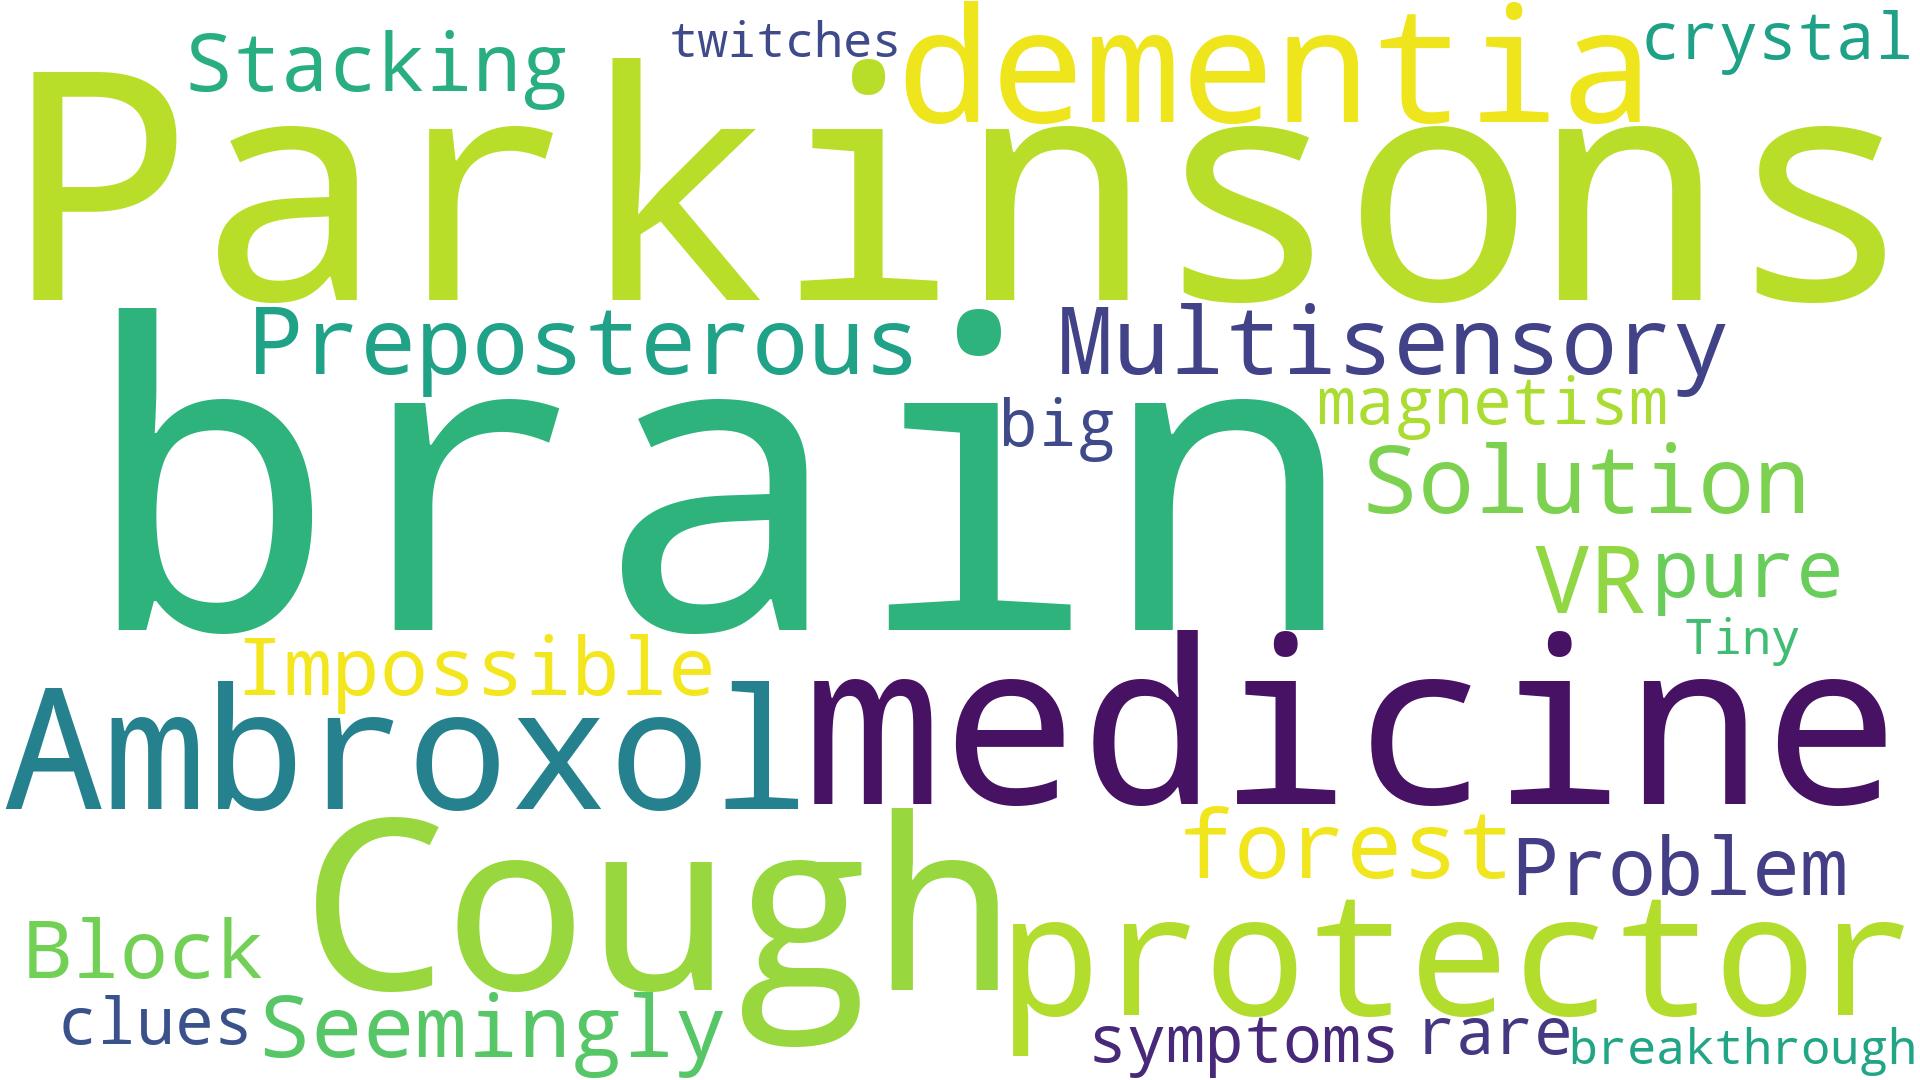 Stacking twitches dementia crystal
Parkinsons
Preposterous Multisensory
brain big magnetism
Solution
VR pure
Tiny
Impossible
Ambroxol medicine
Cough forest Problem
Block protector
clues Seemingly symptoms rare breakthrough